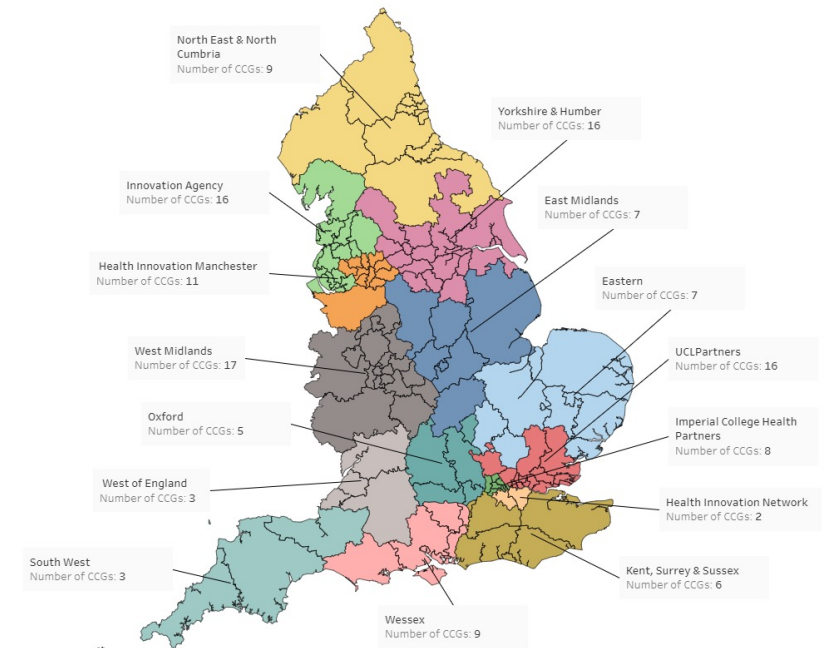 North East & North
Cumbria
Number of CCGs: 9
Yorkshire & Humber
Number of CCGs: 16
Innovation Agency
Number of CCGs: 16
East Midlands
Number of CCGs: 7
Health Innovation Manchester
Number of CCGs: 11
Eastern
Number of CCGs: 7
West Midlands
Number of CCGs: 17
UCLPartners
Number of CCGs: 16
Oxford
Number of CCGs: 5
Imperial College Health
Partners
Number of CCGs: 8
West of England
Number of CCGs: 3
Health Innovation Network
Number of CCGs: 2
South West
Number of CCGs: 3
Kent, Surrey & Sussex
Number of CCGs: 6
Wessex
Number of CCGs: 9